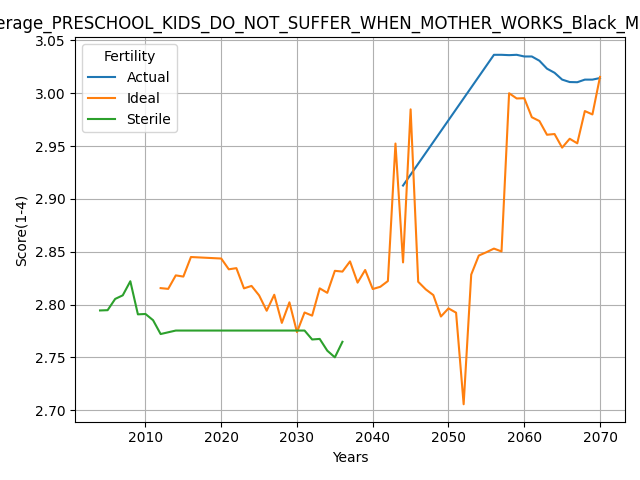 erage_PRESCHOOL_KIDS_DO_NOT_SUFFER_WHEN_MOTHER_WORKS_Black_M
3.05
3.00
2.95
2.90
2.85
2.80
2.75
2.70
Score(1-4)
Fertility
Actual
Ideal
Sterile
2010 2020 2030 2040 2050 2060 2070
Years